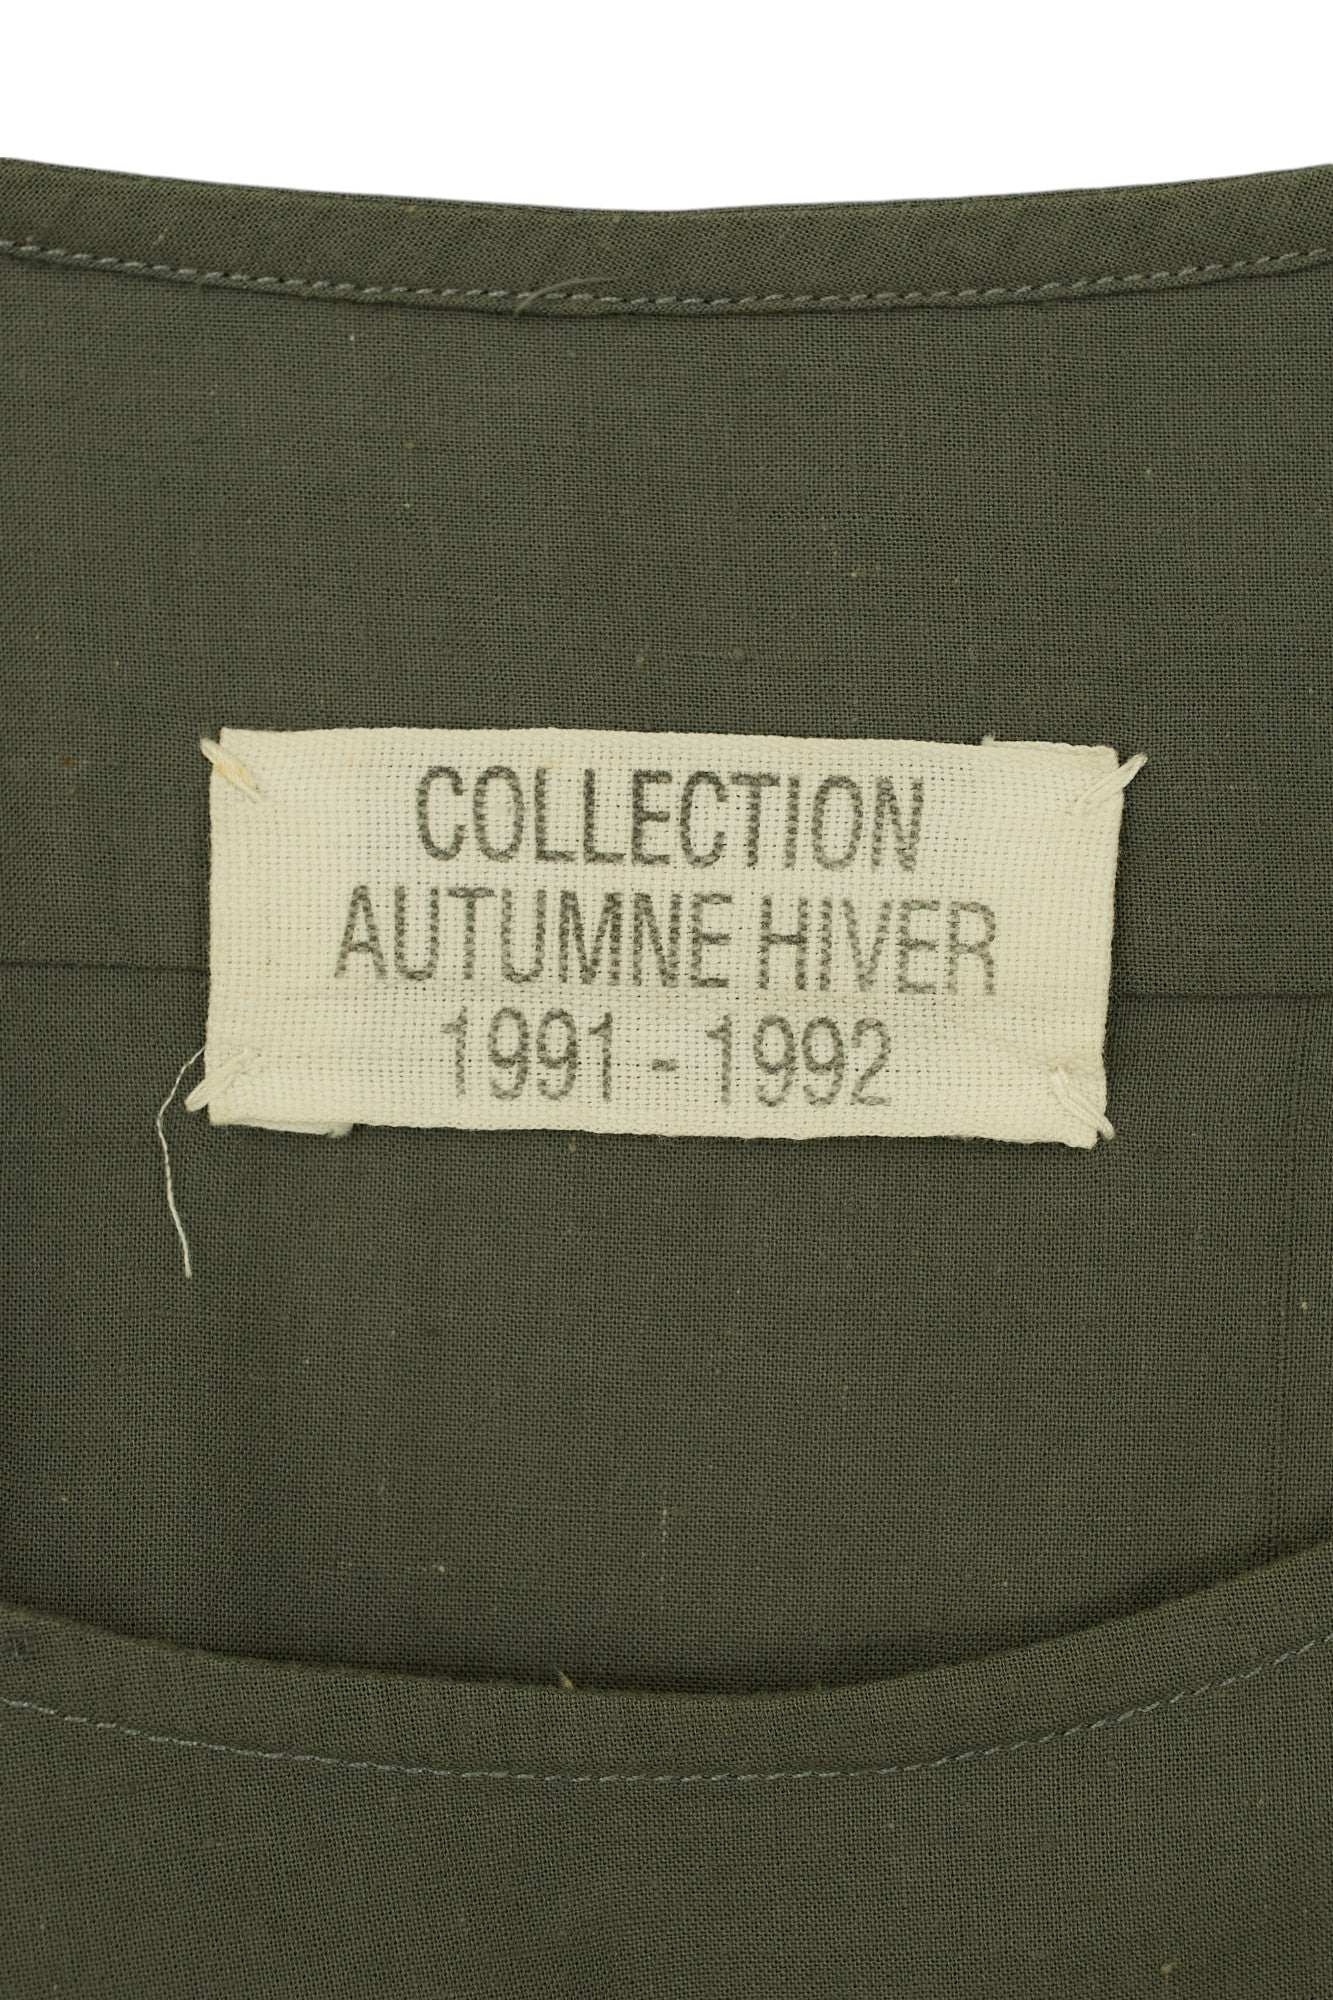 COLLECTION
AUTUMNE HIVER
1991 - 1992